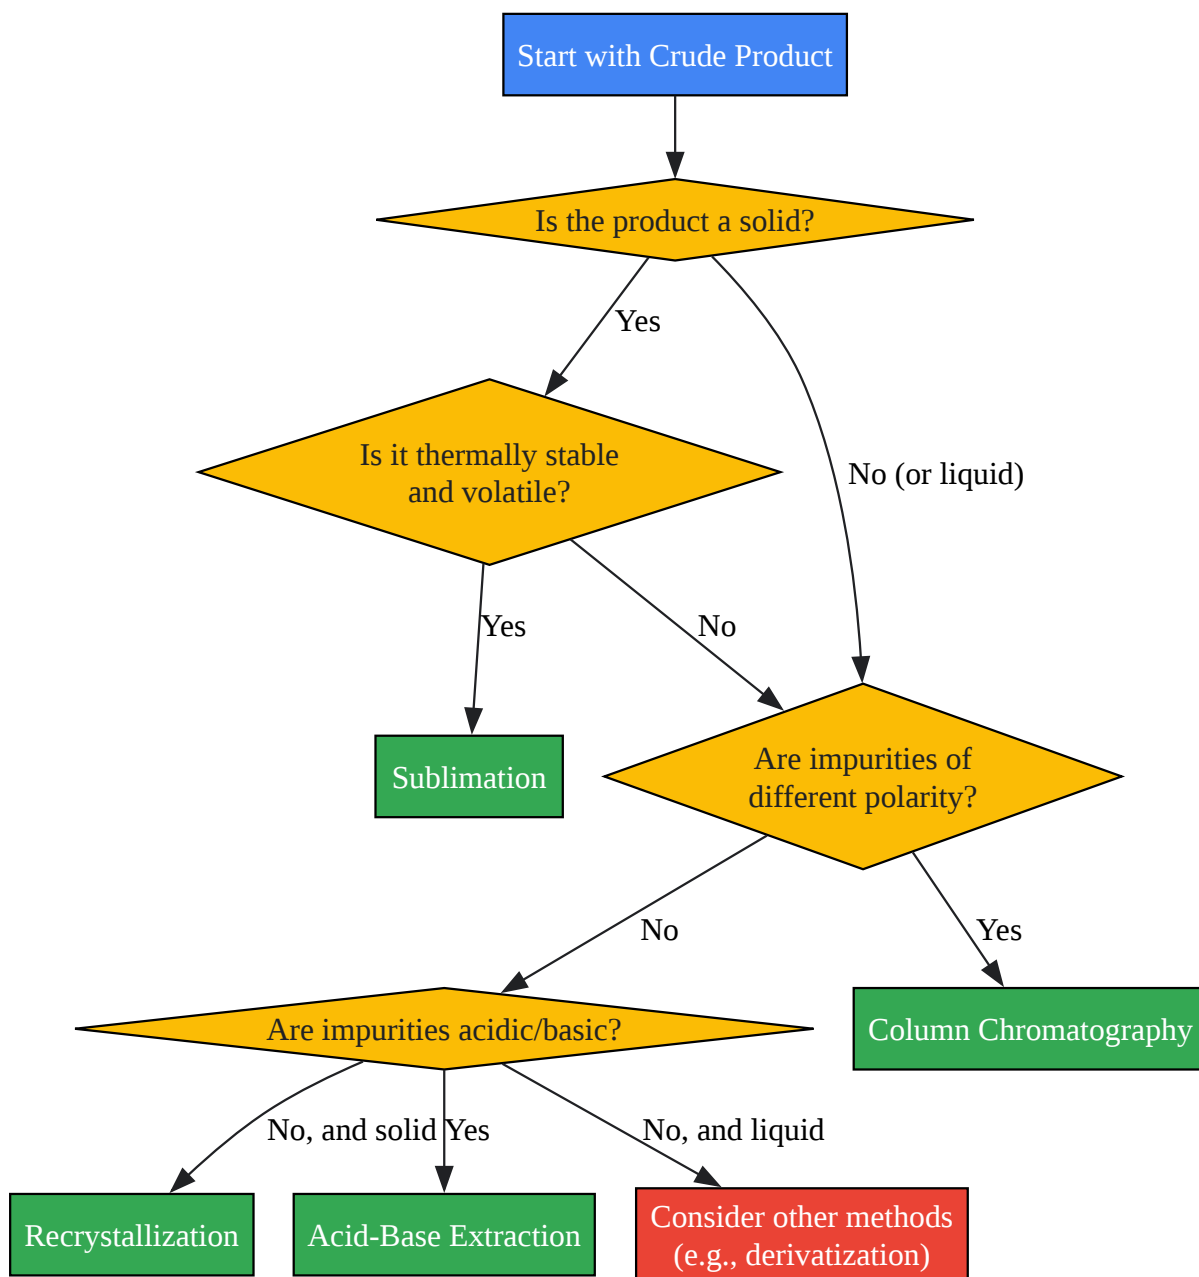 Start with Crude Product
Is the product a solid?
Yes
No (or liquid)
Is it thermally stable
and volatile?
Yes
No
Sublimation
Are impurities of
different polarity?
No
Yes
Are impurities acidic/basic?
Column Chromatography
No, and solid
Yes
No, and liquid
Recrystallization
Acid-Base Extraction
Consider other methods
(e.g., derivatization)